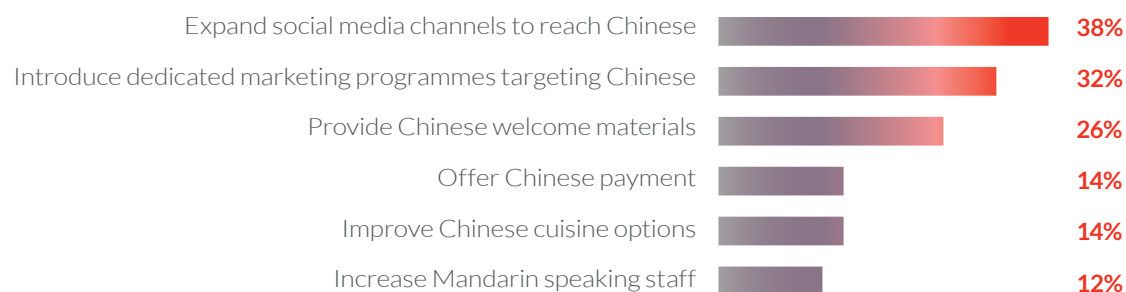 Expand social media channels to reach Chinese 38%
Introduce dedicated marketing programmes targeting Chinese 32%
Provide Chinese welcome materials 26%
Offer Chinese payment 14%
Improve Chinese cuisine options 14%
Increase Mandarin speaking staff 12%